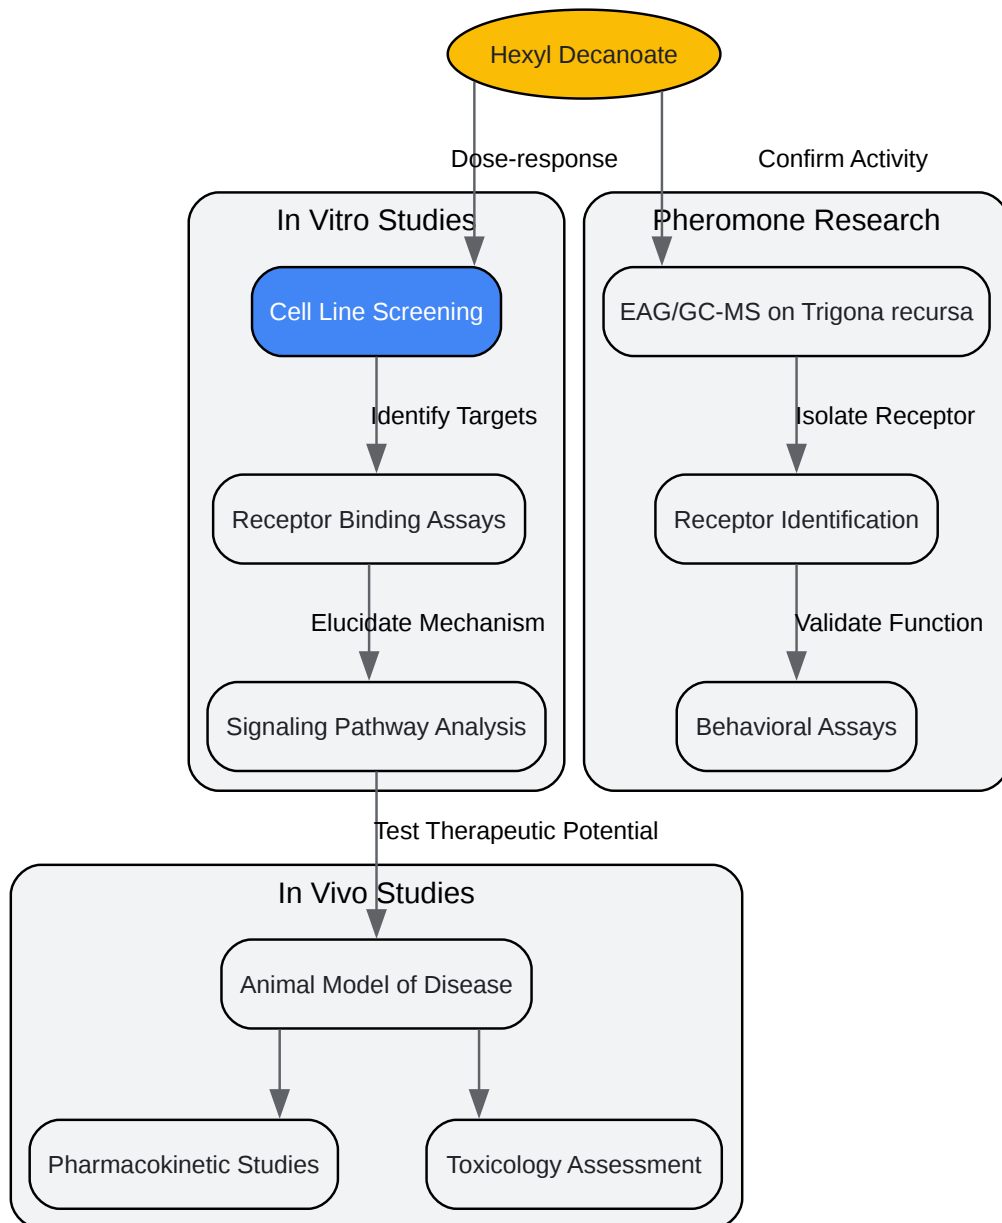 Hexyl Decanoate
Dose-response
Confirm Activity
In Vitro Studies
Pheromone Research
Cell Line Screening
EAG/GC-MS on Trigona recursa
Identify Targets
Isolate Receptor
Receptor Binding Assays
Receptor Identification
Elucidate Mechanism
Validate Function
Signaling Pathway Analysis
Behavioral Assays
Test Therapeutic Potential
In Vivo Studies
Animal Model of Disease
Pharmacokinetic Studies
Toxicology Assessment